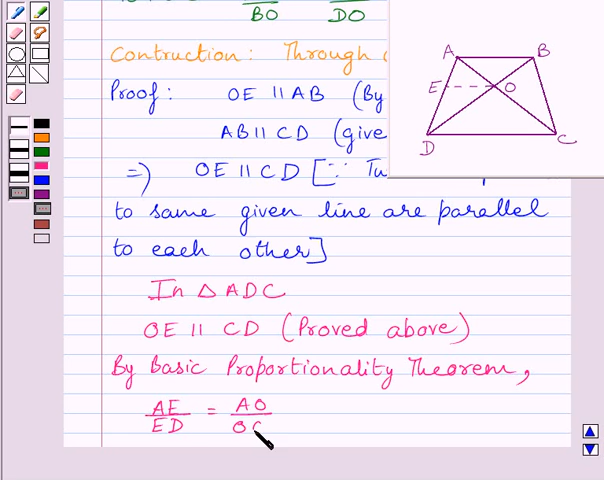 BO DO
Contruction: Through
Proof: OE || AB (By
AB || CD (given
=) OE || CD [∵
to same given line are parallel
to each other]
In △ ADC
OE || CD (Proved above)
By Basic Proportionality Theorem,
AE = AO
ED OC
A B
E O
D C